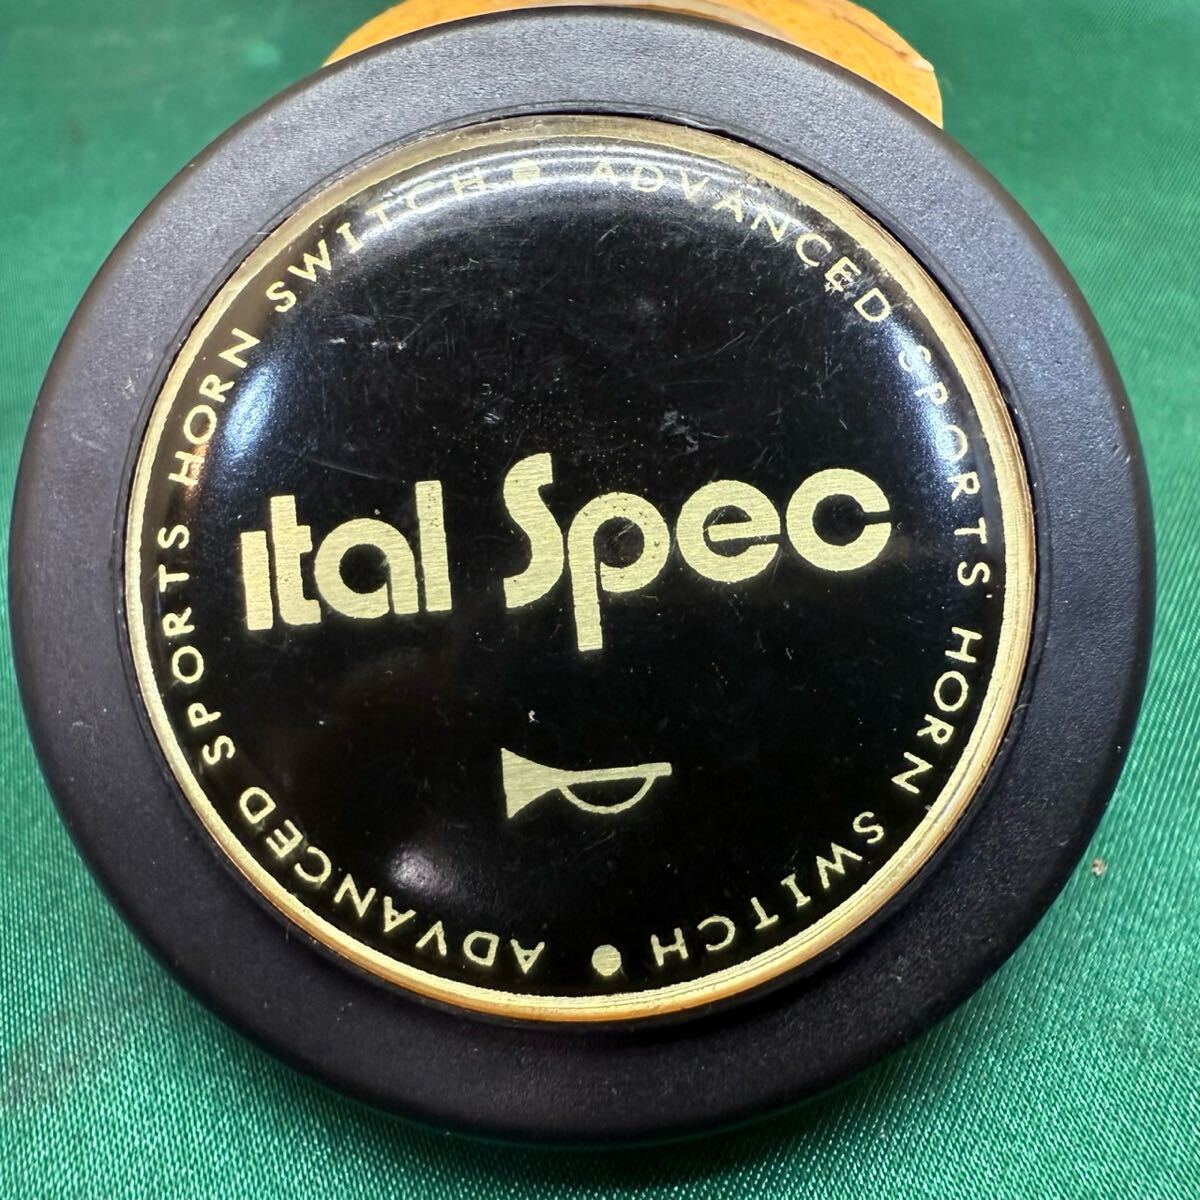 ADVANCED SPORTS HORN SWITCH • ADVANCED SPORTS HORN SWITCH •
Ital Spec